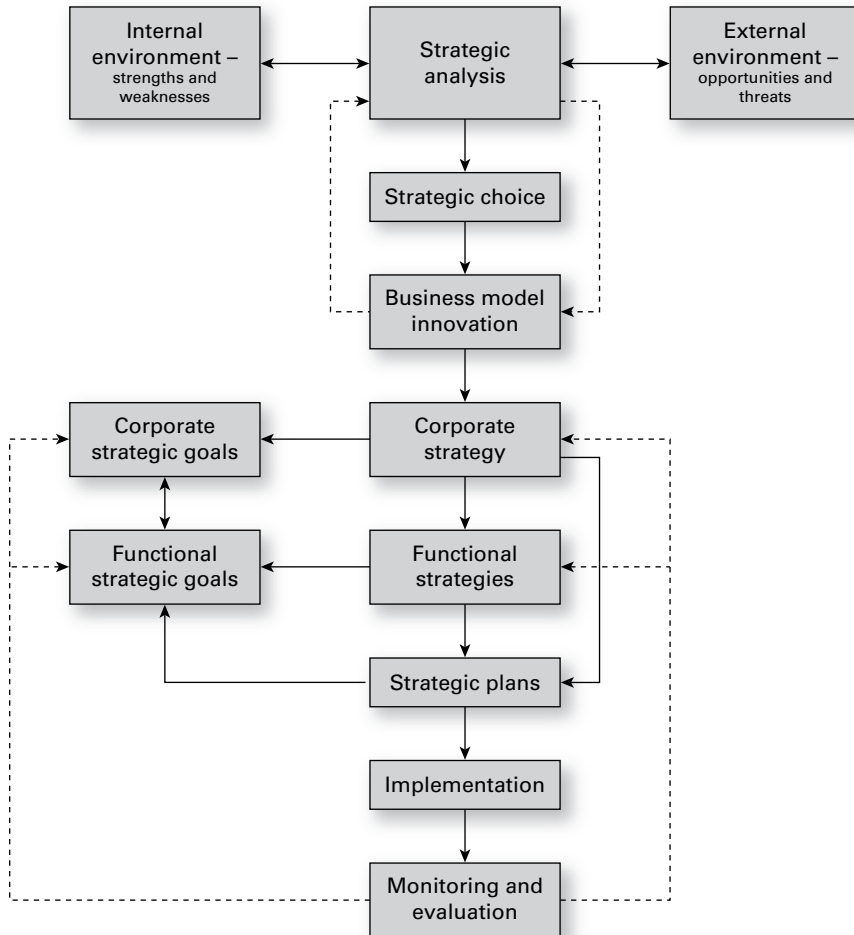 Internal
environment –
strengths and
weaknesses
Strategic
analysis
External
environment –
opportunities and
threats
Strategic choice
Business model
innovation
Corporate
strategic goals
Corporate
strategy
Functional
strategic goals
Functional
strategies
Strategic plans
Implementation
Monitoring and
evaluation